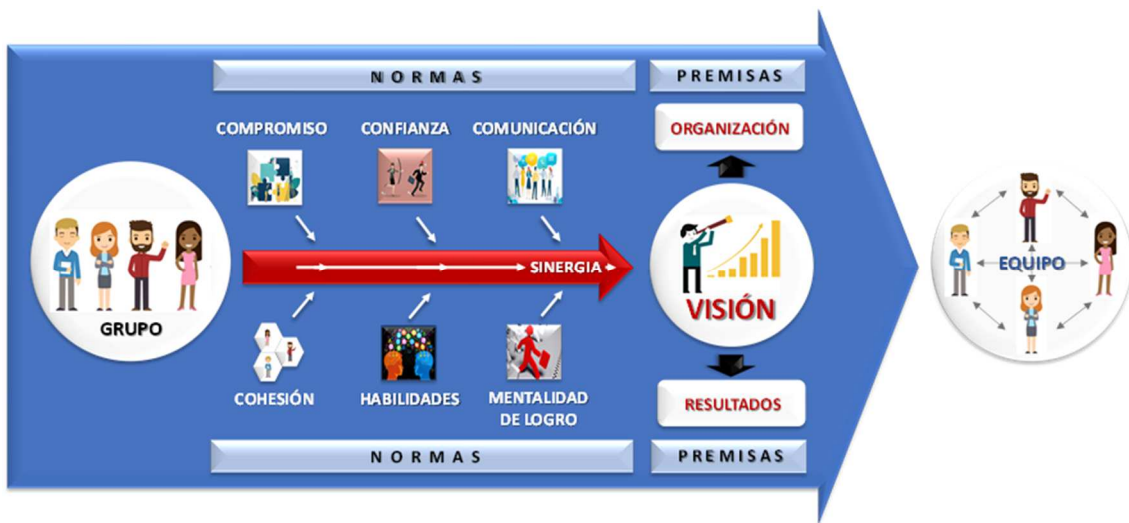 NORMAS
PREMISAS
COMPROMISO
CONFIANZA
COMUNICACIÓN
ORGANIZACIÓN
GRUPO
SINERGIA
VISIÓN
EQUIPO
COHESIÓN
HABILIDADES
MENTALIDAD
DE LOGRO
RESULTADOS
NORMAS
PREMISAS